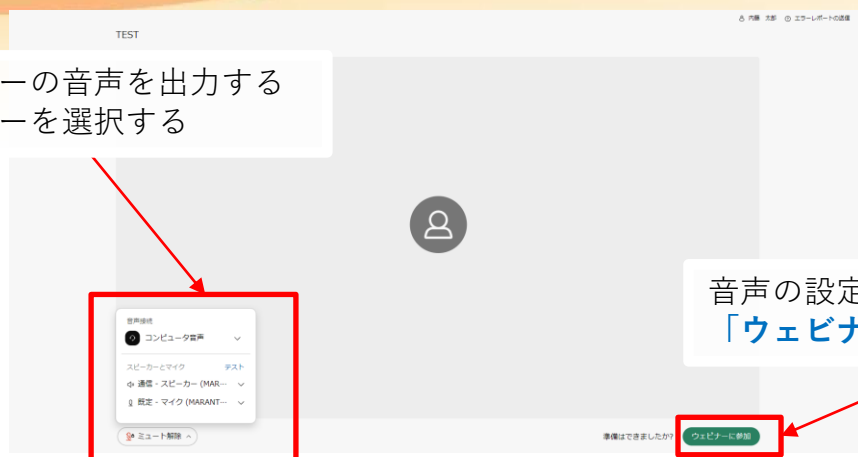 内藤 太郎 エラーレポートの送信
TEST
ーの音声を出力する
ーを選択する
音声の設定
「ウェビナ
音声接続
コンピュータ音声
スピーカーとマイク テスト
通信 - スピーカー (MAR…
既定 - マイク (MARANT…
ミュート解除
準備はできましたか? ウェビナーに参加